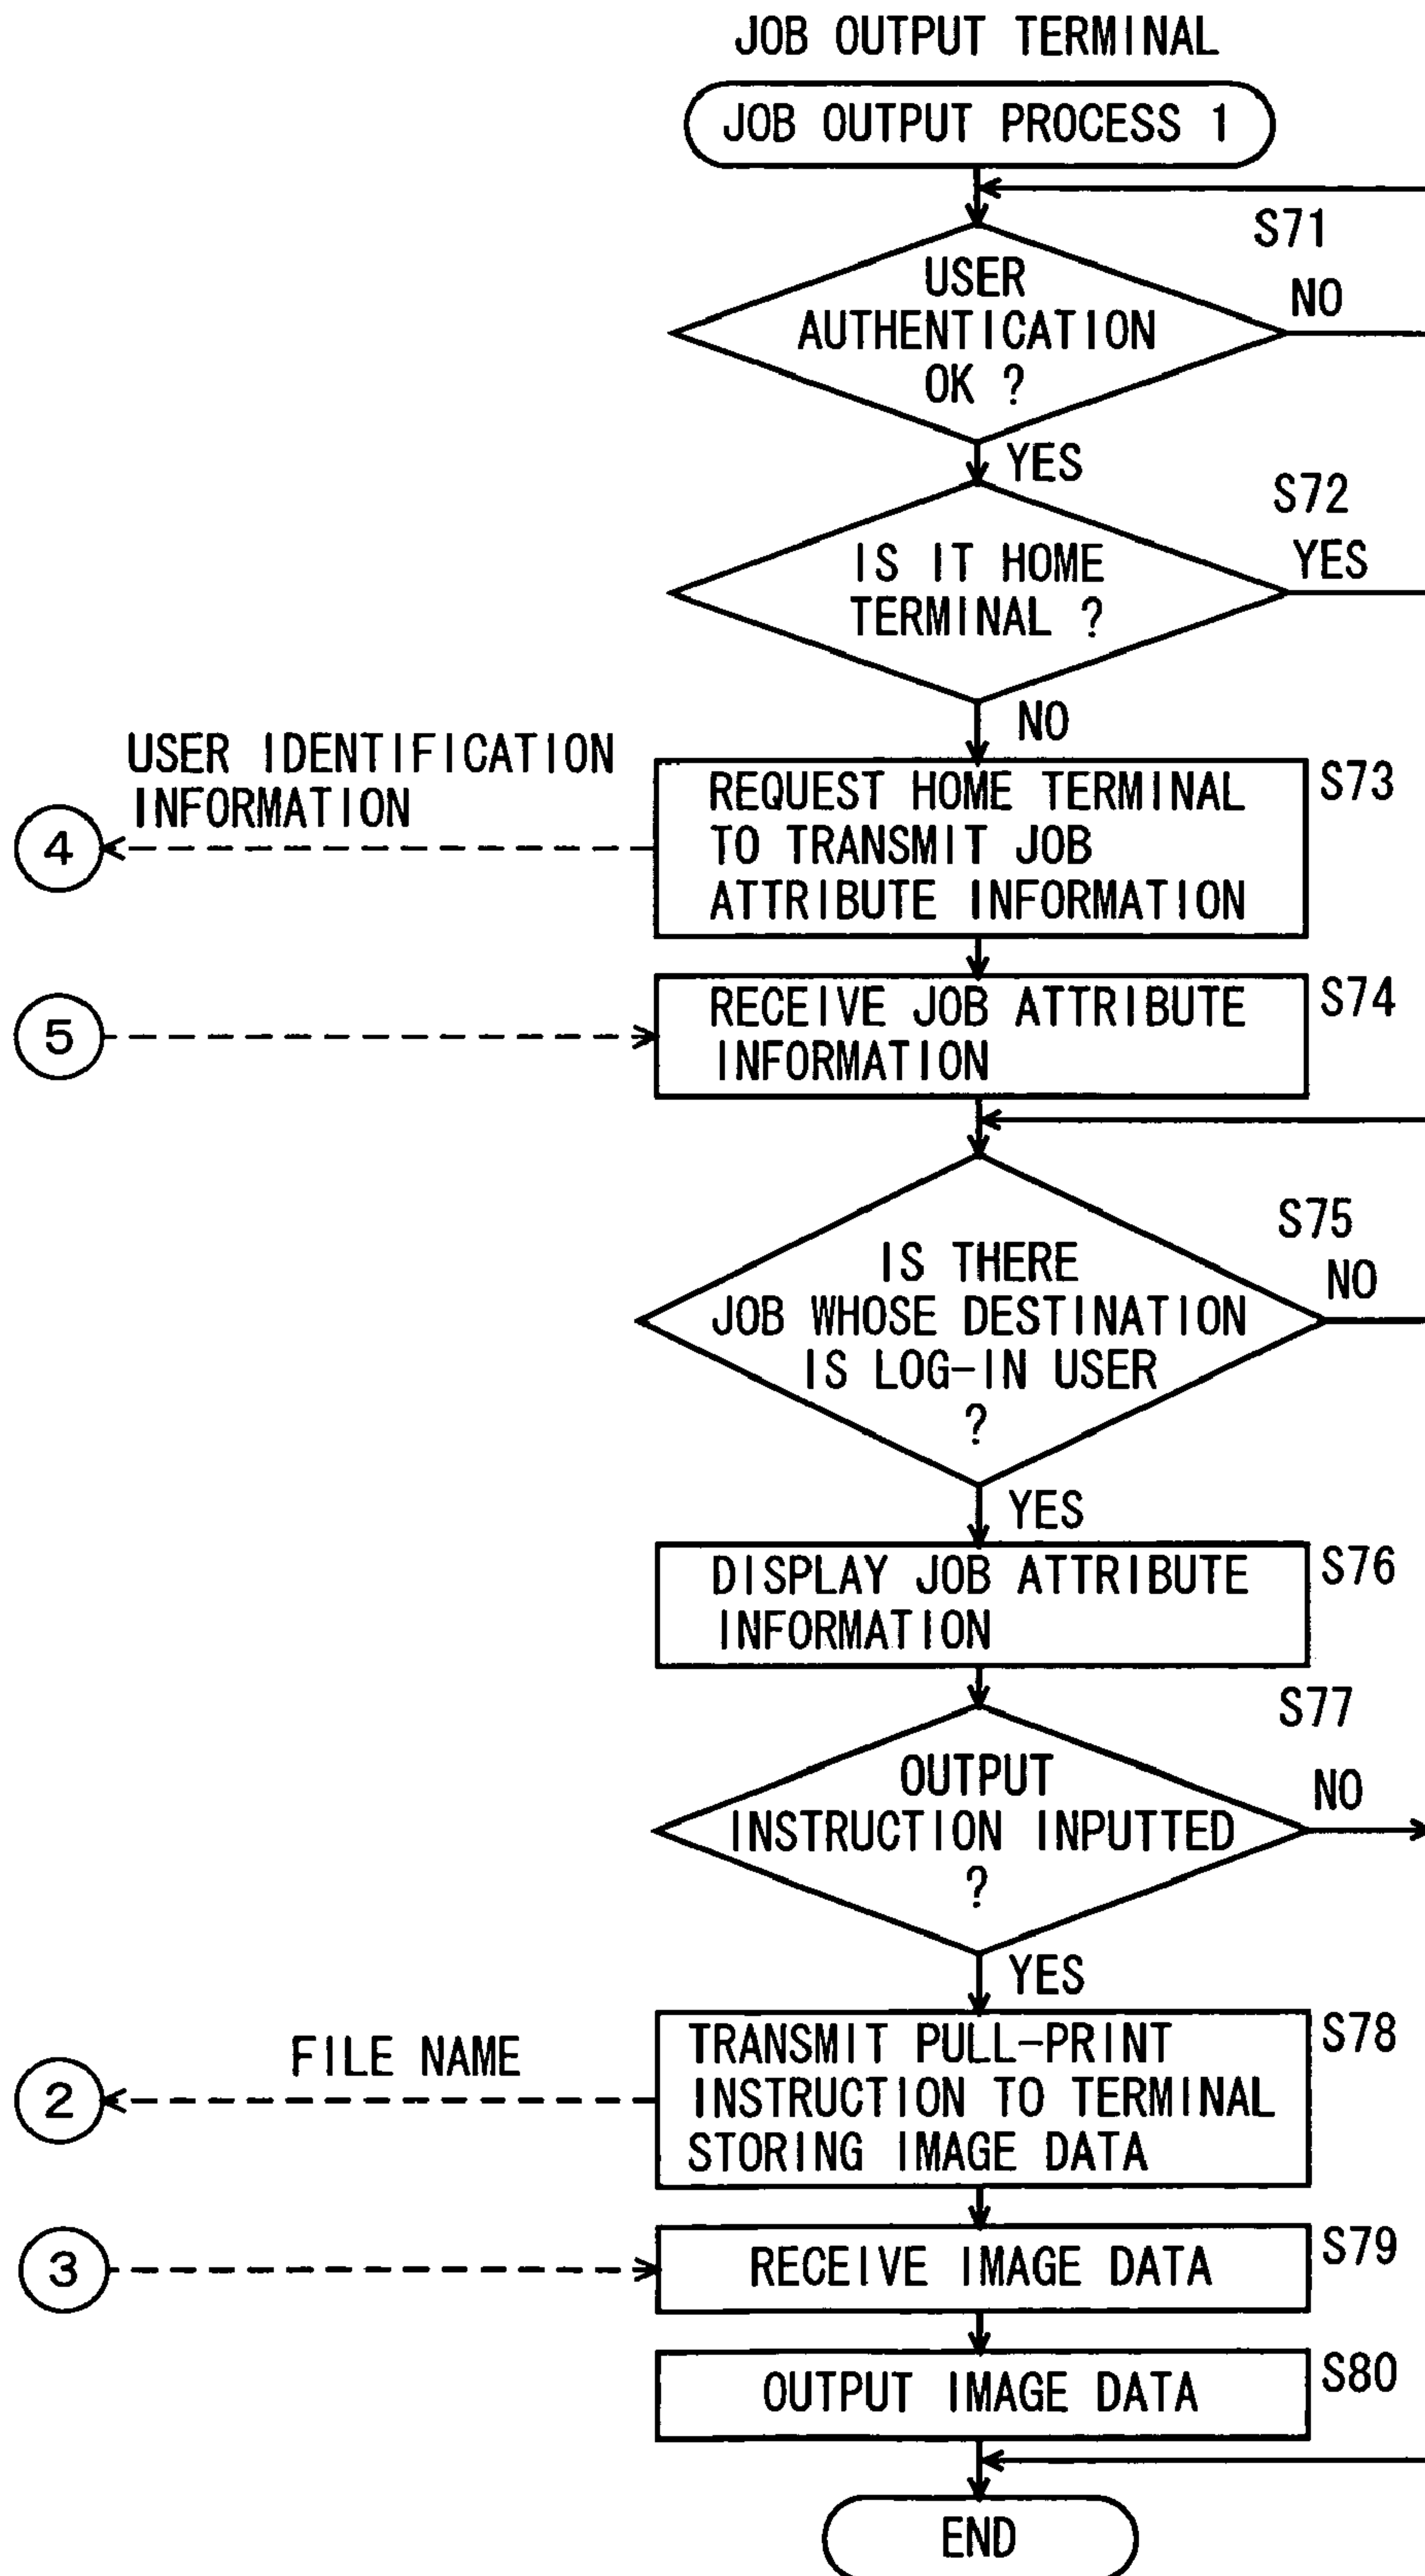 JOB OUTPUT TERMINAL
JOB OUTPUT PROCESS 1
S71
USER
AUTHENTICATION
OK ?
NO
YES
S72
IS IT HOME
TERMINAL ?
YES
NO
USER IDENTIFICATION
INFORMATION
4
REQUEST HOME TERMINAL
TO TRANSMIT JOB
ATTRIBUTE INFORMATION
S73
5
RECEIVE JOB ATTRIBUTE
INFORMATION
S74
S75
IS THERE
JOB WHOSE DESTINATION
IS LOG-IN USER
?
NO
YES
DISPLAY JOB ATTRIBUTE
INFORMATION
S76
S77
OUTPUT
INSTRUCTION INPUTTED
?
NO
YES
FILE NAME
2
TRANSMIT PULL-PRINT
INSTRUCTION TO TERMINAL
STORING IMAGE DATA
S78
3
RECEIVE IMAGE DATA
S79
OUTPUT IMAGE DATA
S80
END